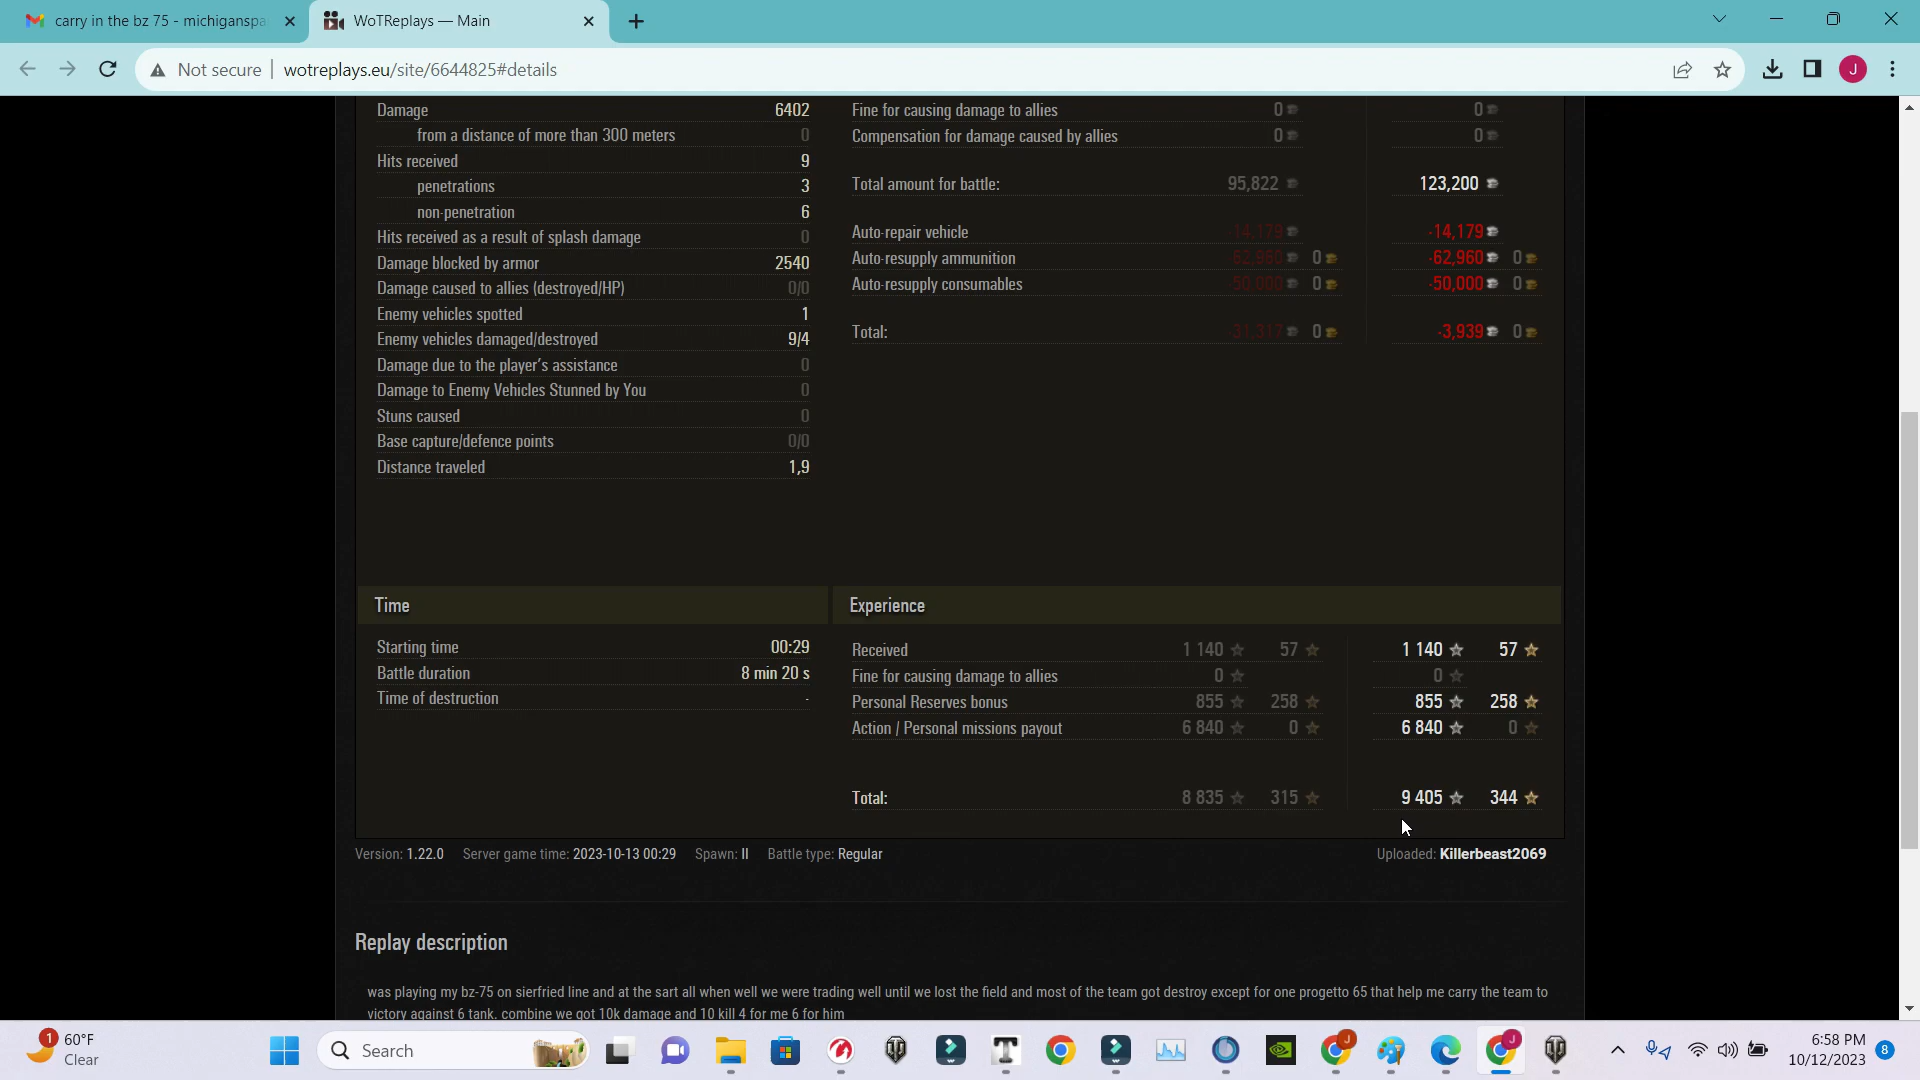 carry in the bz 75 - michiganspa
WoTReplays — Main
Not secure
wotreplays.eu/site/6644825#details
J
Damage 6402
from a distance of more than 300 meters 0
Hits received 9
penetrations 3
non-penetration 6
Hits received as a result of splash damage 0
Damage blocked by armor 2540
Damage caused to allies (destroyed/HP) 0/0
Enemy vehicles spotted 1
Enemy vehicles damaged/destroyed 9/4
Damage due to the player's assistance 0
Damage to Enemy Vehicles Stunned by You 0
Stuns caused 0
Base capture/defence points 0/0
Distance traveled 1,9
Fine for causing damage to allies 0 0
Compensation for damage caused by allies 0 0
Total amount for battle: 95,822 123,200
Auto-repair vehicle -14,179 -14,179
Auto-resupply ammunition -62,960 0 -62,960 0
Auto-resupply consumables -50,000 0 -50,000 0
Total: -31,317 0 -3,939 0
Time
Starting time 00:29
Battle duration 8 min 20 s
Time of destruction -
Experience
Received 1 140 57 1 140 57
Fine for causing damage to allies 0 0
Personal Reserves bonus 855 258 855 258
Action / Personal missions payout 6 840 0 6 840 0
Total: 8 835 315 9 405 344
Version: 1.22.0 Server game time: 2023-10-13 00:29 Spawn: II Battle type: Regular Uploaded: Killerbeast2069
Replay description
was playing my bz-75 on sierfried line and at the sart all when well we were trading well until we lost the field and most of the team got destroy except for one progetto 65 that help me carry the team to
victory against 6 tank. combine we got 10k damage and 10 kill 4 for me 6 for him
1
60°F
Clear
Search
T
J
J
6:58 PM
10/12/2023
8